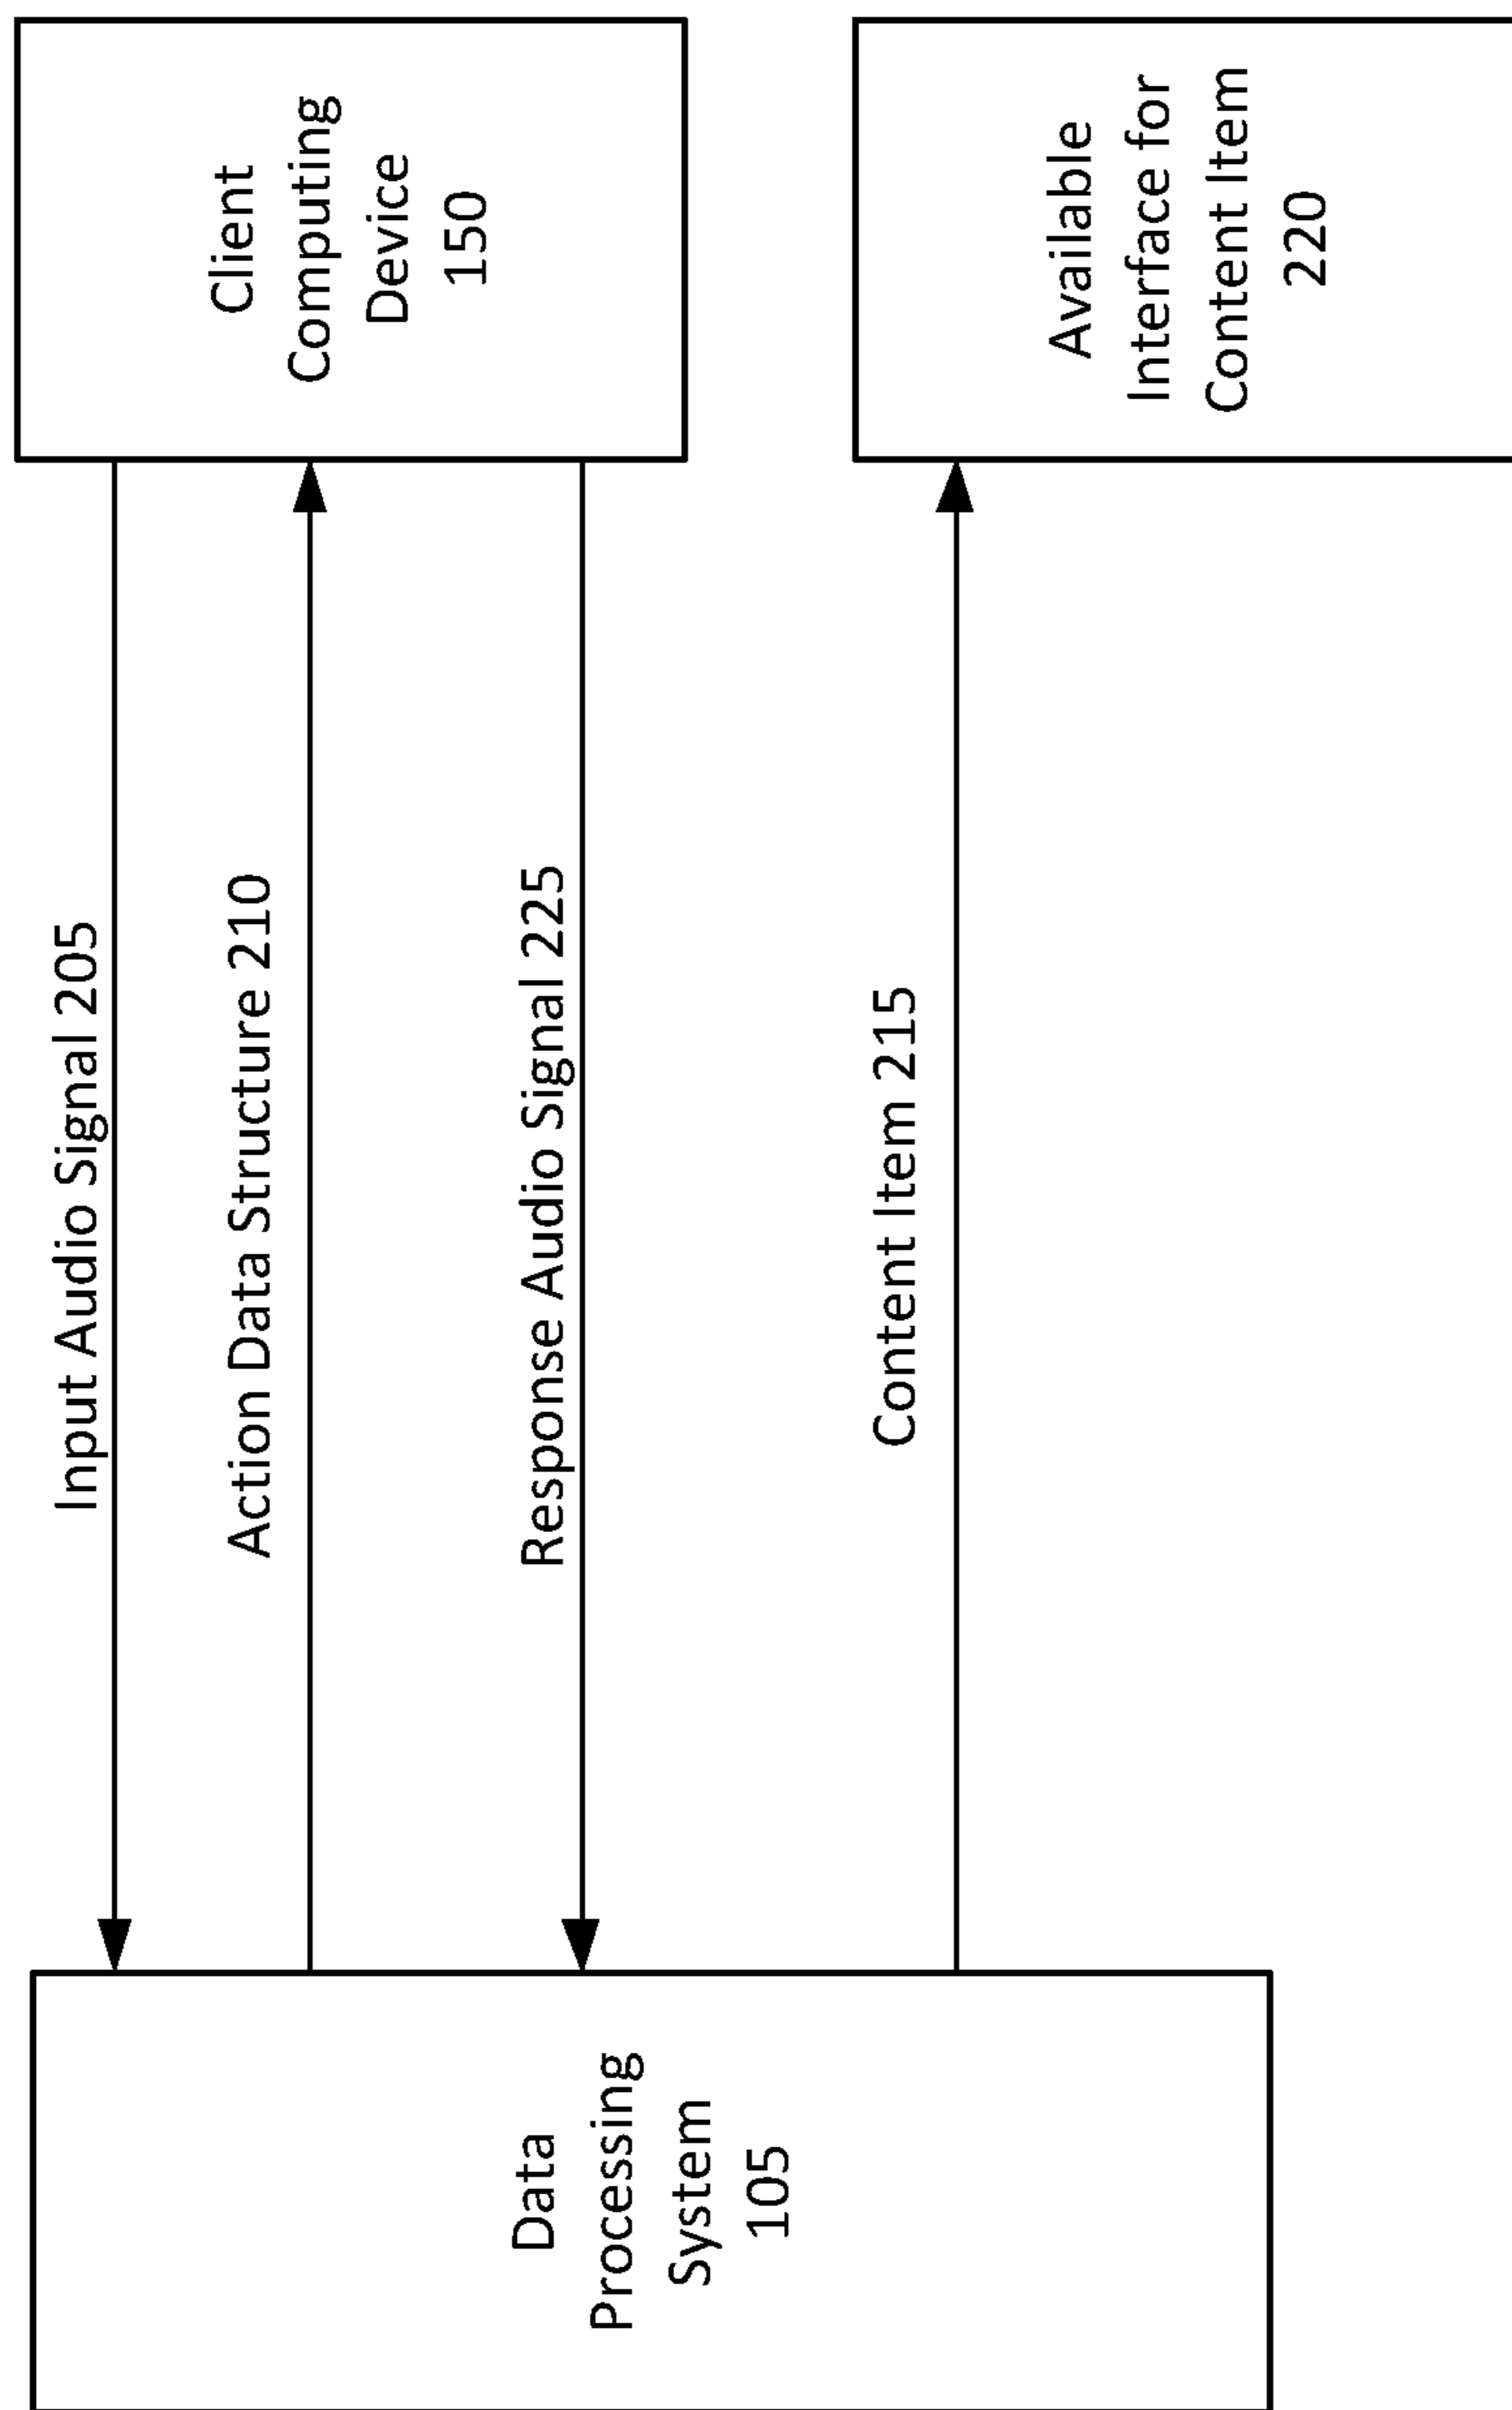 Data
Processing
System
105
Input Audio Signal 205
Action Data Structure 210
Response Audio Signal 225
Content Item 215
Client
Computing
Device
150
Available
Interface for
Content Item
220